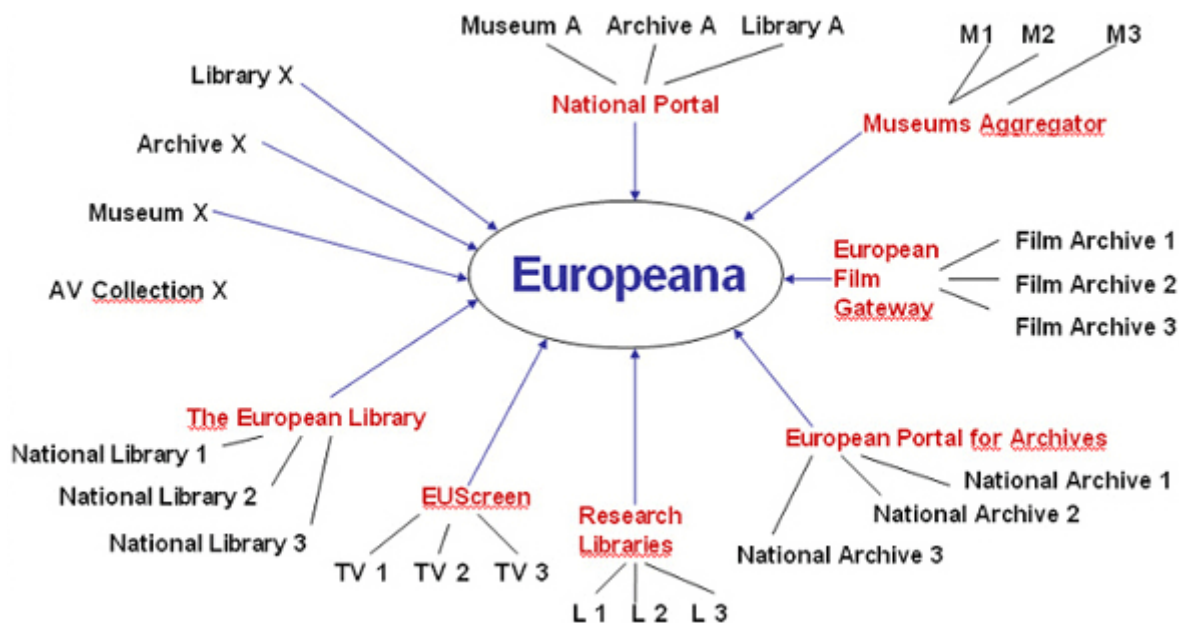 Museum A
Archive A
Library A
M1
M2
M3
Library X
National Portal
Museums Aggregator
Archive X
Museum X
AV Collection X
Europeana
European
Film
Gateway
Film Archive 1
Film Archive 2
Film Archive 3
The European Library
National Library 1
National Library 2
National Library 3
EUScreen
TV 1
TV 2
TV 3
Research
Libraries
L 1
L 2
L 3
European Portal for Archives
National Archive 1
National Archive 2
National Archive 3